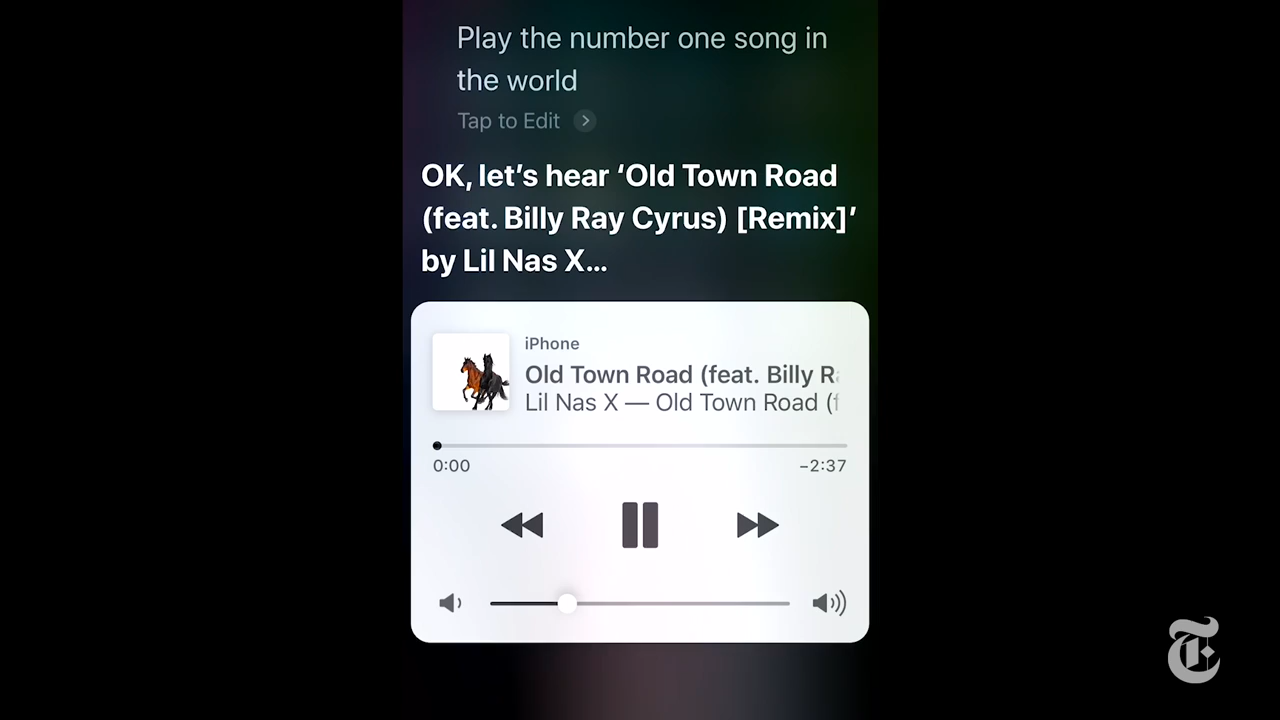 Play the number one song in
the world
Tap to Edit
OK, let’s hear ‘Old Town Road
(feat. Billy Ray Cyrus) [Remix]’
by Lil Nas X...
iPhone
Old Town Road (feat. Billy R
Lil Nas X — Old Town Road (f
0:00
−2:37
T